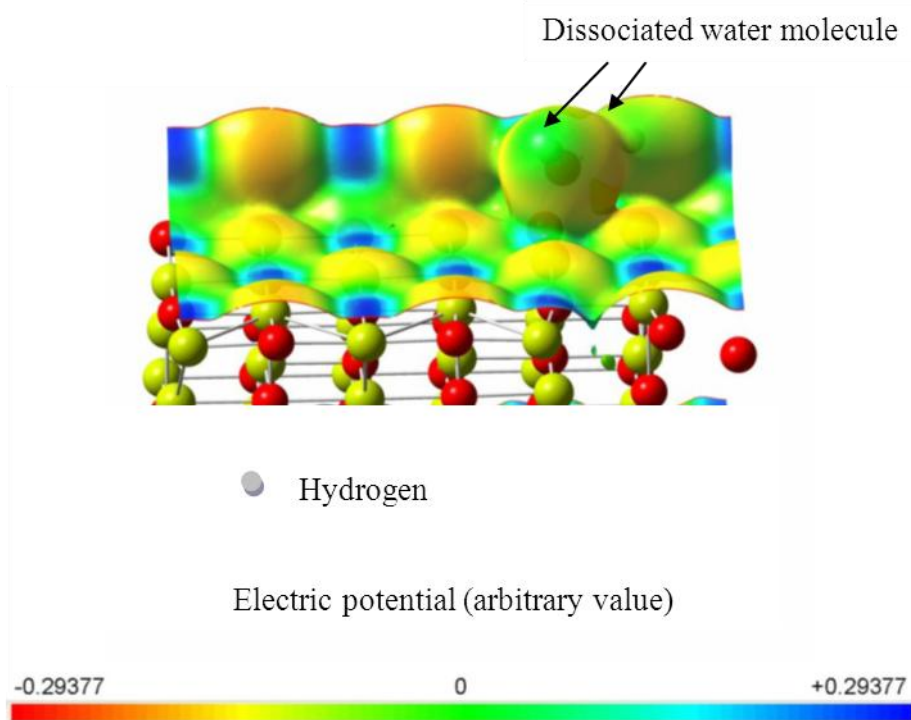 Dissociated water molecule
Hydrogen
Electric potential (arbitrary value)
-0.29377 0 +0.29377